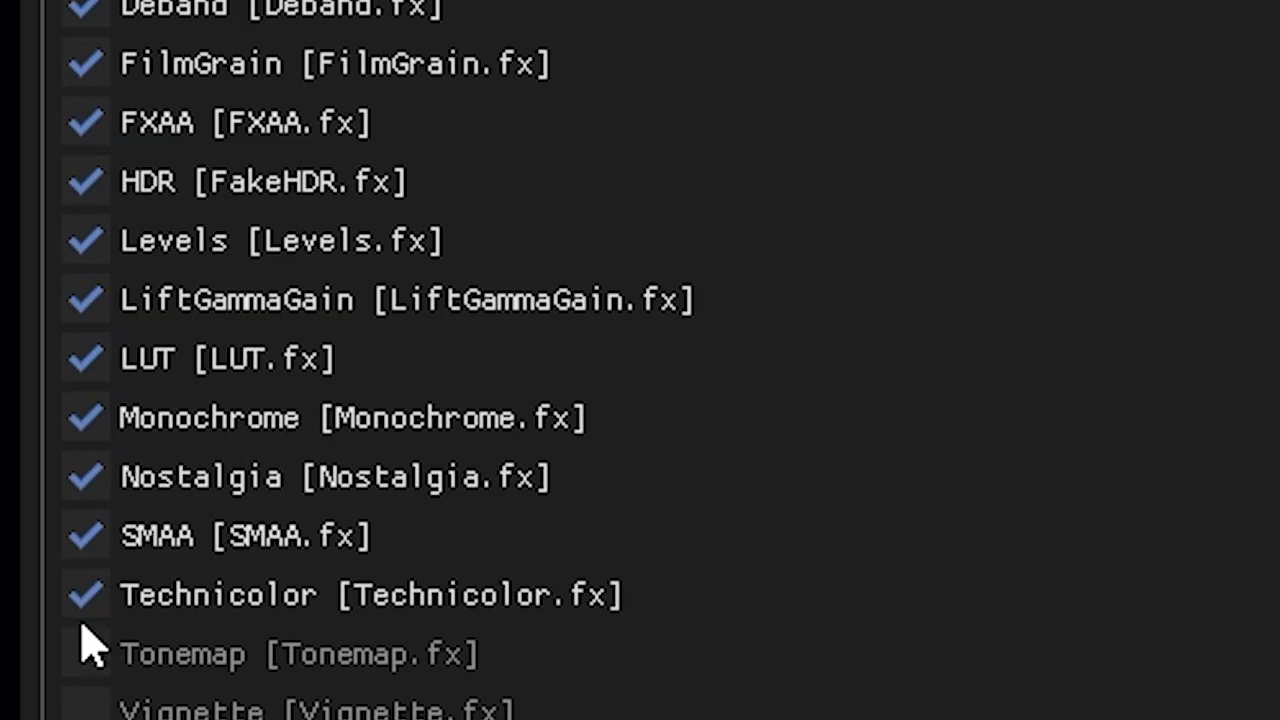 Deband [Deband.fx]
FilmGrain [FilmGrain.fx]
FXAA [FXAA.fx]
HDR [FakeHDR.fx]
Levels [Levels.fx]
LiftGammaGain [LiftGammaGain.fx]
LUT [LUT.fx]
Monochrome [Monochrome.fx]
Nostalgia [Nostalgia.fx]
SMAA [SMAA.fx]
Technicolor [Technicolor.fx]
Tonemap [Tonemap.fx]
Vignette [Vignette.fx]